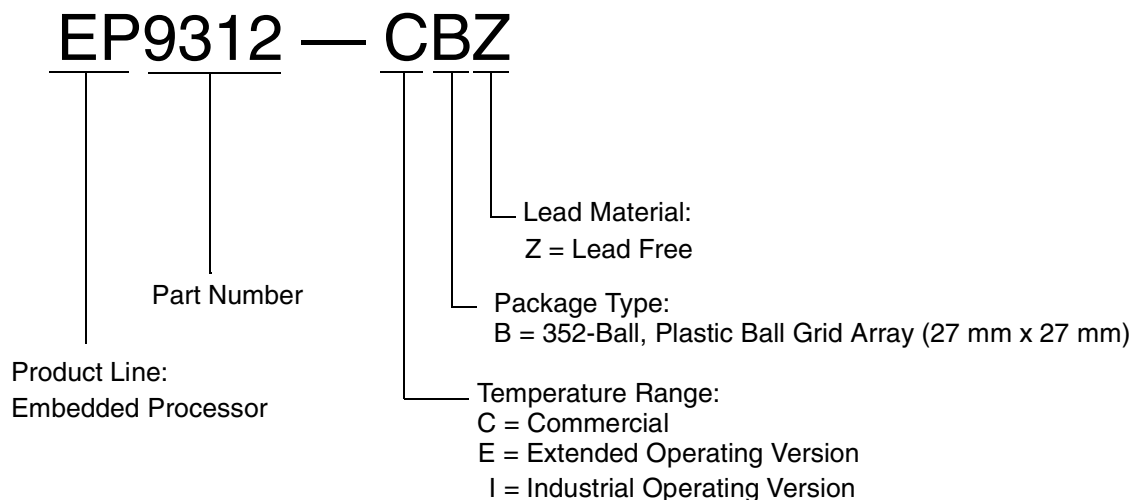 EP9312 — CBZ
Lead Material:
Z = Lead Free
Part Number
Package Type:
B = 352-Ball, Plastic Ball Grid Array (27 mm x 27 mm)
Product Line:
Embedded Processor
Temperature Range:
C = Commercial
E = Extended Operating Version
I = Industrial Operating Version